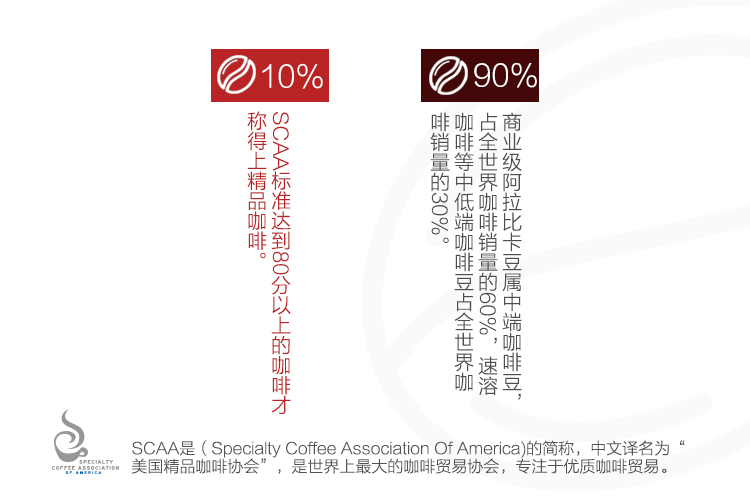 10%
SCAA标准达到80分以上的咖啡才
称得上精品咖啡。
90%
商业级阿拉比卡豆属中端咖啡豆,
占全世界咖啡销量的60%，速溶
咖啡等中低端咖啡豆占全世界咖
啡销量的30%。
SPECIALTY
COFFEE ASSOCIATION
OF AMERICA
SCAA是（Specialty Coffee Association Of America)的简称，中文译名为“
美国精品咖啡协会”，是世界上最大的咖啡贸易协会，专注于优质咖啡贸易。